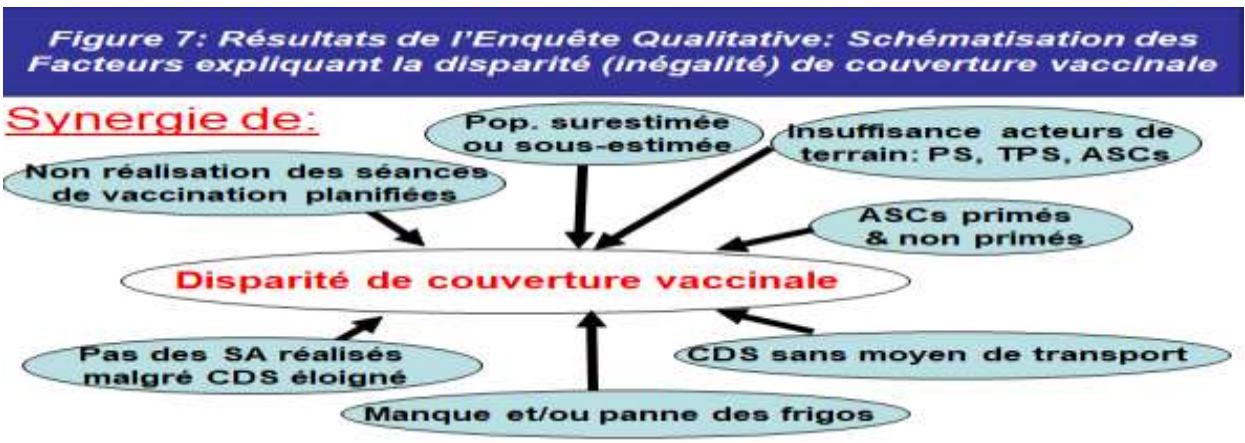 Figure 7: Résultats de l'Enquête Qualitative: Schématisation des
Facteurs expliquant la disparité (inégalité) de couverture vaccinale
Synergie de:
Pop. surestimée
ou sous-estimée
Insuffisance acteurs de
terrain: PS, TPS, ASCs
Non réalisation des séances
de vaccination planifiées
ASCs primés
& non primés
Disparité de couverture vaccinale
Pas des SA réalisés
malgré CDS éloigné
CDS sans moyen de transport
Manque et/ou panne des frigos